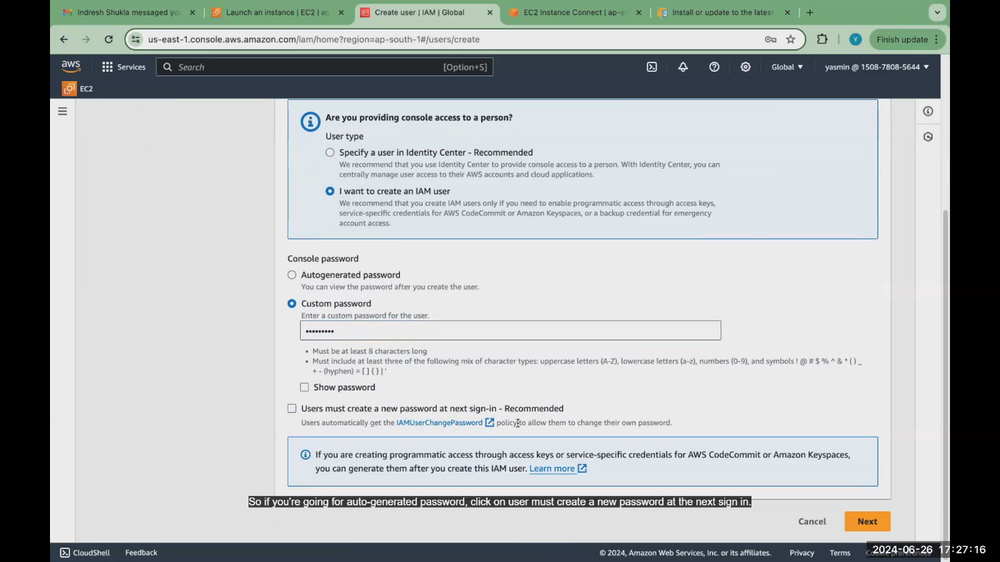 Indresh Shukla messaged yo
Launch an instance | EC2 | ap
Create user | IAM | Global
EC2 Instance Connect | ap-s
Install or update to the latest
us-east-1.console.aws.amazon.com/iam/home?region=ap-south-1#/users/create
Y
Finish update
aws
Services
Search
[Option+S]
Global
yasmin @ 1508-7808-5644
EC2
Are you providing console access to a person?
User type
Specify a user in Identity Center - Recommended
We recommend that you use Identity Center to provide console access to a person. With Identity Center, you can
centrally manage user access to their AWS accounts and cloud applications.
I want to create an IAM user
We recommend that you create IAM users only if you need to enable programmatic access through access keys,
service-specific credentials for AWS CodeCommit or Amazon Keyspaces, or a backup credential for emergency
account access.
Console password
Autogenerated password
You can view the password after you create the user.
Custom password
Enter a custom password for the user.
•••••••••
• Must be at least 8 characters long
• Must include at least three of the following mix of character types: uppercase letters (A-Z), lowercase letters (a-z), numbers (0-9), and symbols ! @ # $ % ^ & * ( ) _
+ - (hyphen) = [ ] { } | '
Show password
Users must create a new password at next sign-in - Recommended
Users automatically get the IAMUserChangePassword policy to allow them to change their own password.
If you are creating programmatic access through access keys or service-specific credentials for AWS CodeCommit or Amazon Keyspaces,
you can generate them after you create this IAM user. Learn more
So if you're going for auto-generated password, click on user must create a new password at the next sign in.
Cancel
Next
CloudShell
Feedback
© 2024, Amazon Web Services, Inc. or its affiliates.
Privacy
Terms
Cookie preferences
2024-06-26 17:27:16